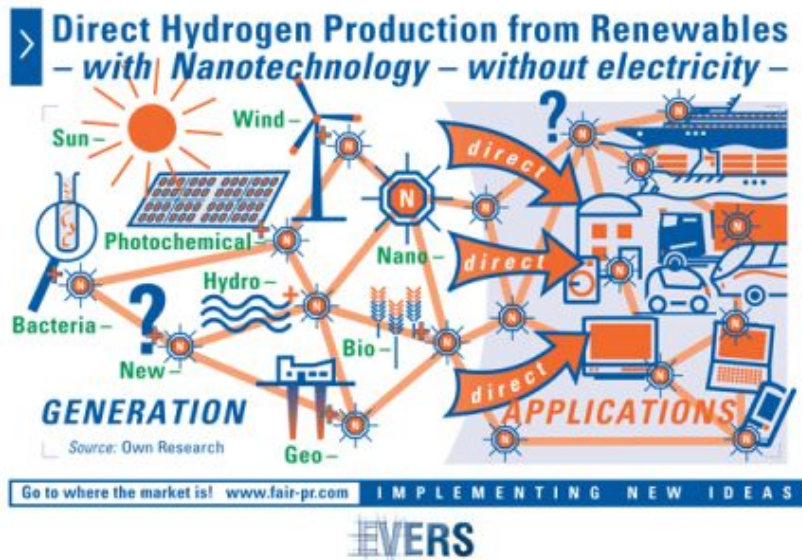 Direct Hydrogen Production from Renewables
– with Nanotechnology – without electricity –
Sun –
Wind –
?
direct
N
Photochemical –
Nano –
direct
Bacteria –
?
Hydro –
New –
Bio –
direct
Geo –
GENERATION
APPLICATIONS
Source: Own Research
Go to where the market is! www.fair-pr.com
IMPLEMENTING NEW IDEAS
EVERS